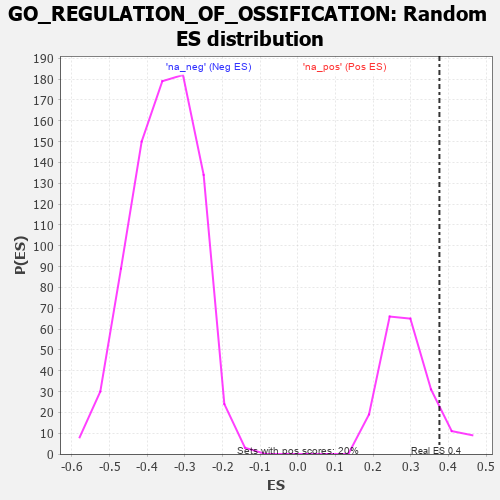 GO_REGULATION_OF_OSSIFICATION: Random
ES distribution
'na_neg' (Neg ES)
'na_pos' (Pos ES)
190
180
170
160
150
140
130
120
110
100
90
80
70
60
50
40
30
20
10
0
P(ES)
Sets with pos scores: 20%
Real ES 0.4
-0.6 -0.5 -0.4 -0.3 -0.2 -0.1 0.0 0.1 0.2 0.3 0.4 0.5
ES